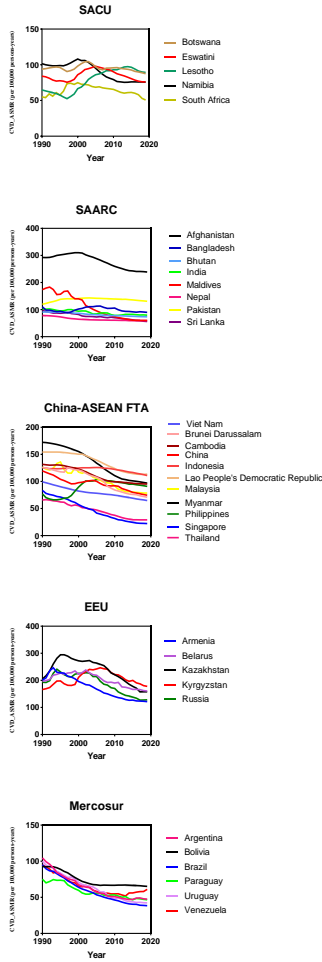 SACU
CVD_ASMR (per 100,000 persons-years)
150
100
50
0
1990 2000 2010 2020
Year
Botswana
Eswatini
Lesotho
Namibia
South Africa
SAARC
CVD_ASMR (per 100,000 persons-years)
400
300
200
100
0
1990 2000 2010 2020
Year
Afghanistan
Bangladesh
Bhutan
India
Maldives
Nepal
Pakistan
Sri Lanka
China-ASEAN FTA
CVD_ASMR (per 100,000 persons-years)
200
150
100
50
0
1990 2000 2010 2020
Year
Viet Nam
Brunei Darussalam
Cambodia
China
Indonesia
Lao People's Democratic Republic
Malaysia
Myanmar
Philippines
Singapore
Thailand
EEU
CVD_ASMR (per 100,000 persons-years)
400
300
200
100
0
1990 2000 2010 2020
Year
Armenia
Belarus
Kazakhstan
Kyrgyzstan
Russia
Mercosur
CVD_ASMR (per 100,000 persons-years)
150
100
50
0
1990 2000 2010 2020
Year
Argentina
Bolivia
Brazil
Paraguay
Uruguay
Venezuela